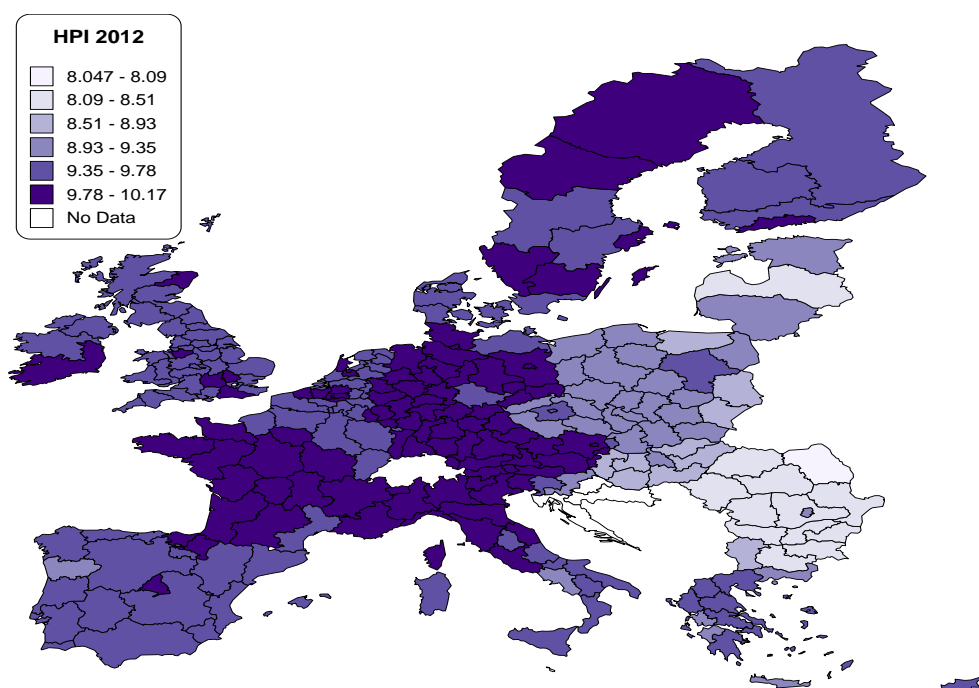 HPI 2012
8.047 - 8.09
8.09 - 8.51
8.51 - 8.93
8.93 - 9.35
9.35 - 9.78
9.78 - 10.17
No Data